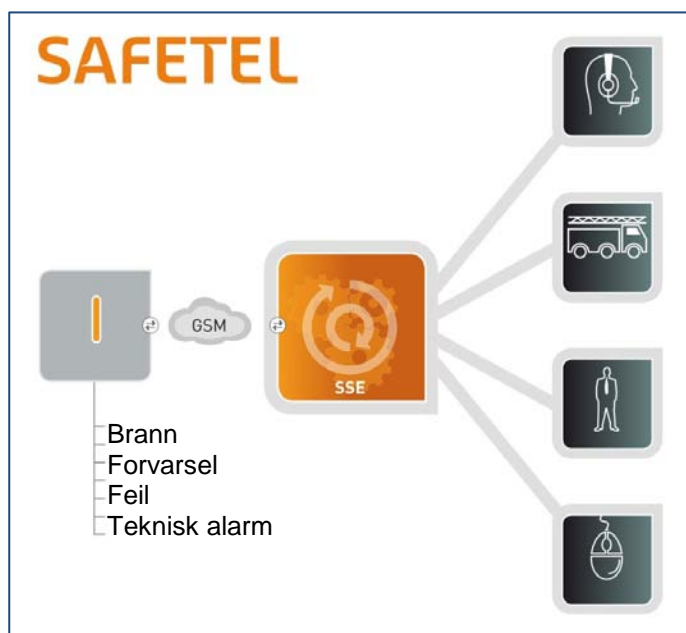 SAFETEL
GSM
SSE
Brann
Forvarsel
Feil
Teknisk alarm